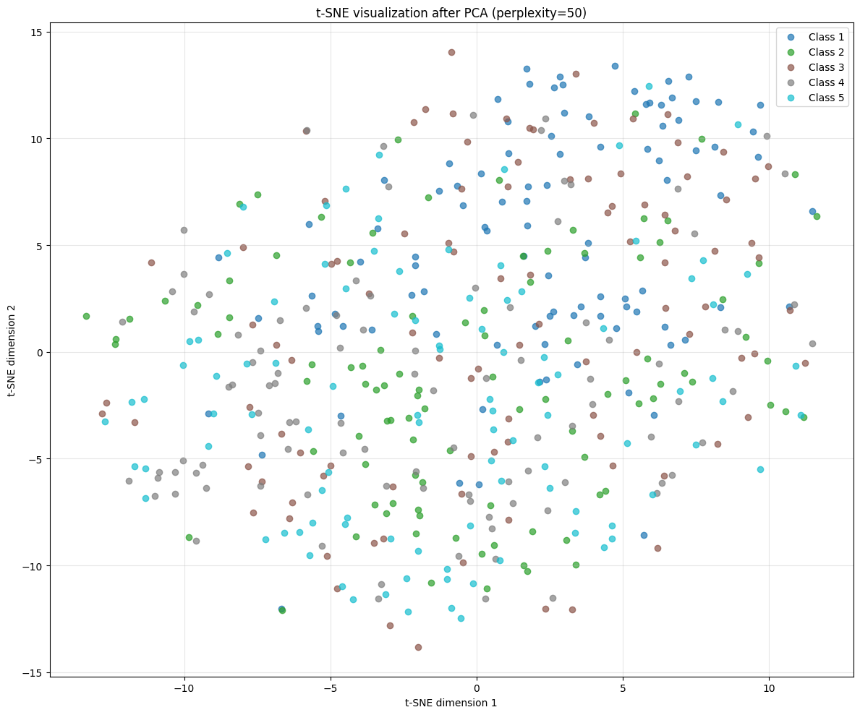 t-SNE visualization after PCA (perplexity=50)
Class 1
Class 2
Class 3
Class 4
Class 5
15
10
5
0
−5
−10
−15
t-SNE dimension 2
−10
−5
0
5
10
t-SNE dimension 1